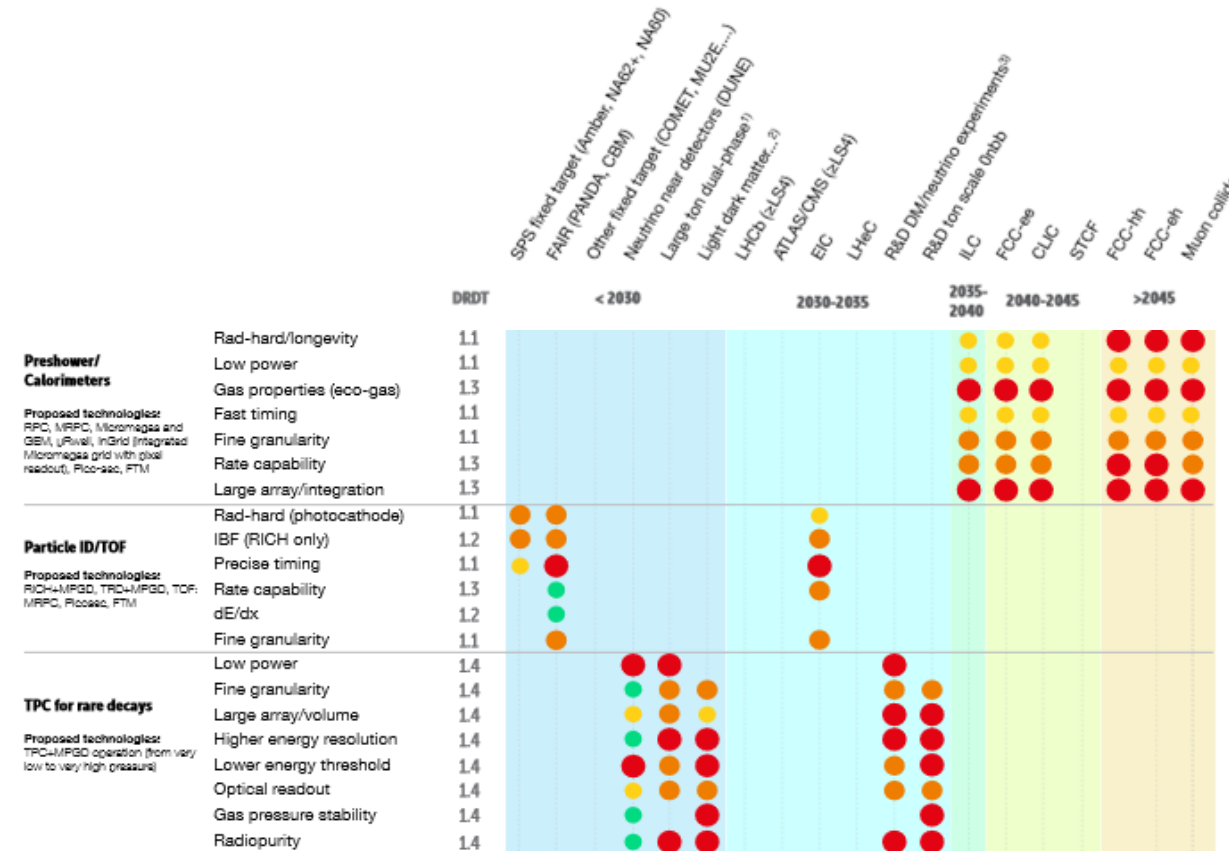 SPS fixed target (Amber, NA62+, NA60)
FAIR (PANDA, CBM)
Other fixed target (COMET, MU2E,...)
Neutrino near detectors (DUNE)
Large ton dual-phase¹⁾
Light dark matter...²⁾
LHCb (≥LS4)
ATLAS/CMS (≥LS4)
EIC
LHeC
R&D DM/neutrino experiments³⁾
R&D ton scale 0nbb
ILC
FCC-ee
CLIC
STCF
FCC-hh
FCC-eh
Muon collid
DRDT
< 2030
2030-2035
2035-
2040
2040-2045
>2045
Preshower/
Calorimeters
Proposed technologies:
RPC, MRPC, Micromegas and
GEM, µRwell, InGrid (integrated
Micromegas grid with pixel
readout), Pico-sec, FTM
Rad-hard/longevity 1.1
Low power 1.1
Gas properties (eco-gas) 1.3
Fast timing 1.1
Fine granularity 1.1
Rate capability 1.3
Large array/integration 1.3
Particle ID/TOF
Proposed technologies:
RICH+MPGD, TRD+MPGD, TOF:
MRPC, Picosec, FTM
Rad-hard (photocathode) 1.1
IBF (RICH only) 1.2
Precise timing 1.1
Rate capability 1.3
dE/dx 1.2
Fine granularity 1.1
TPC for rare decays
Proposed technologies:
TPC+MPGD operation (from very
low to very high pressure)
Low power 1.4
Fine granularity 1.4
Large array/volume 1.4
Higher energy resolution 1.4
Lower energy threshold 1.4
Optical readout 1.4
Gas pressure stability 1.4
Radiopurity 1.4